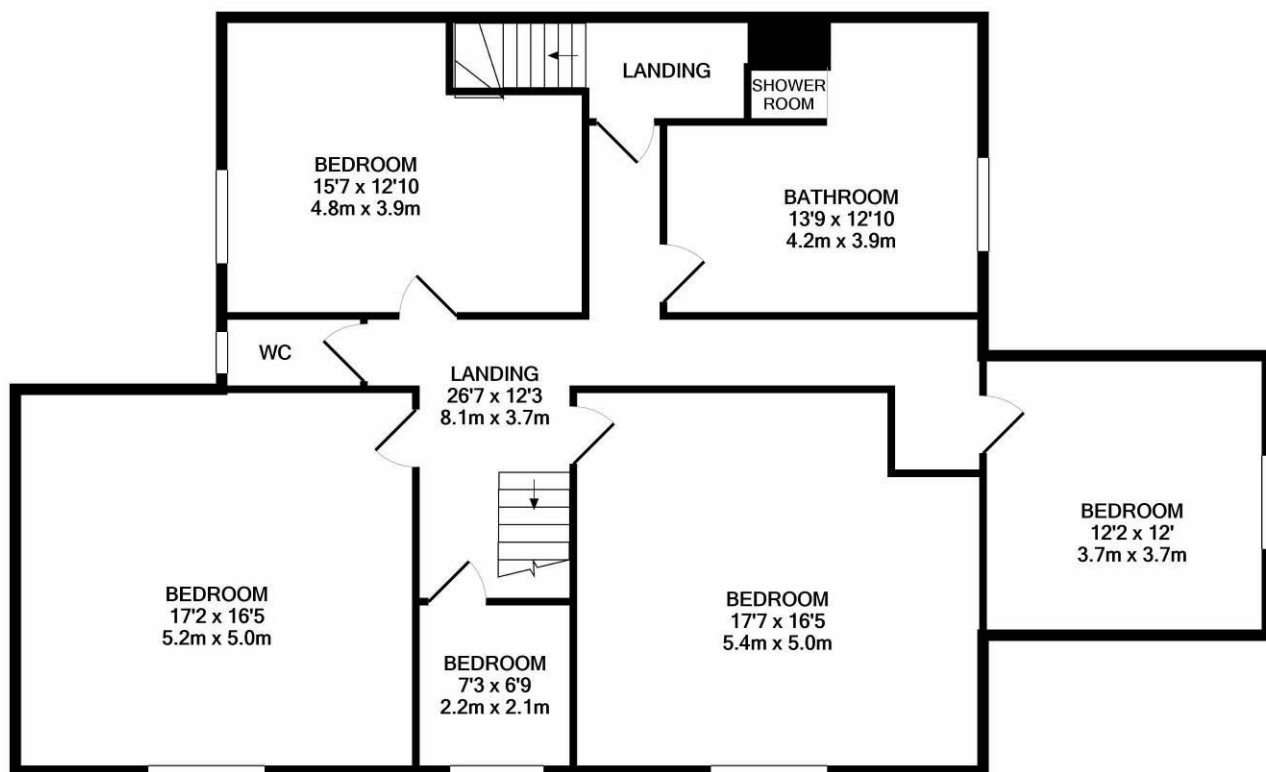 LANDING
SHOWER
ROOM
BEDROOM
15'7 x 12'10
4.8m x 3.9m
BATHROOM
13'9 x 12'10
4.2m x 3.9m
WC
LANDING
26'7 x 12'3
8.1m x 3.7m
BEDROOM
12'2 x 12'
3.7m x 3.7m
BEDROOM
17'2 x 16'5
5.2m x 5.0m
BEDROOM
17'7 x 16'5
5.4m x 5.0m
BEDROOM
7'3 x 6'9
2.2m x 2.1m